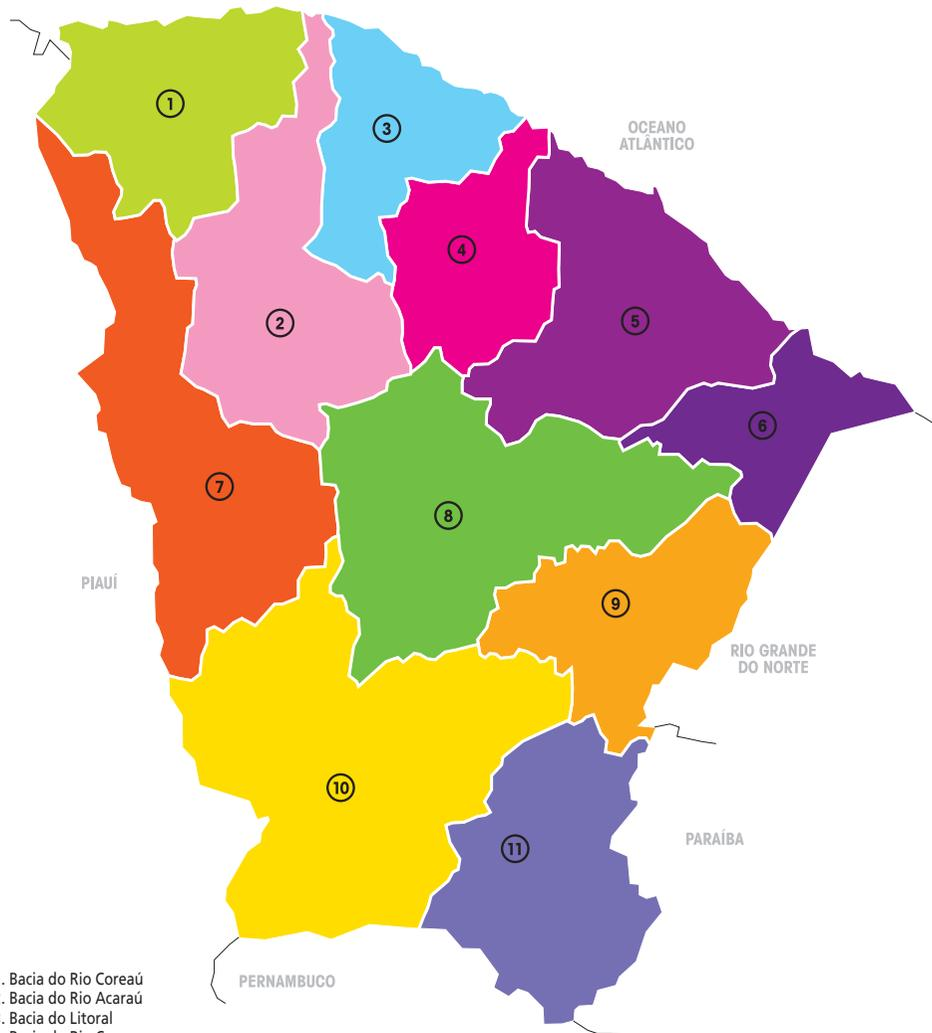 1
3
OCEANO
ATLÂNTICO
4
2
5
6
7
8
PIAUÍ
9
RIO GRANDE
DO NORTE
10
PARAÍBA
11
PERNAMBUCO
. Bacia do Rio Coreaú
. Bacia do Rio Acaraú
. Bacia do Litoral